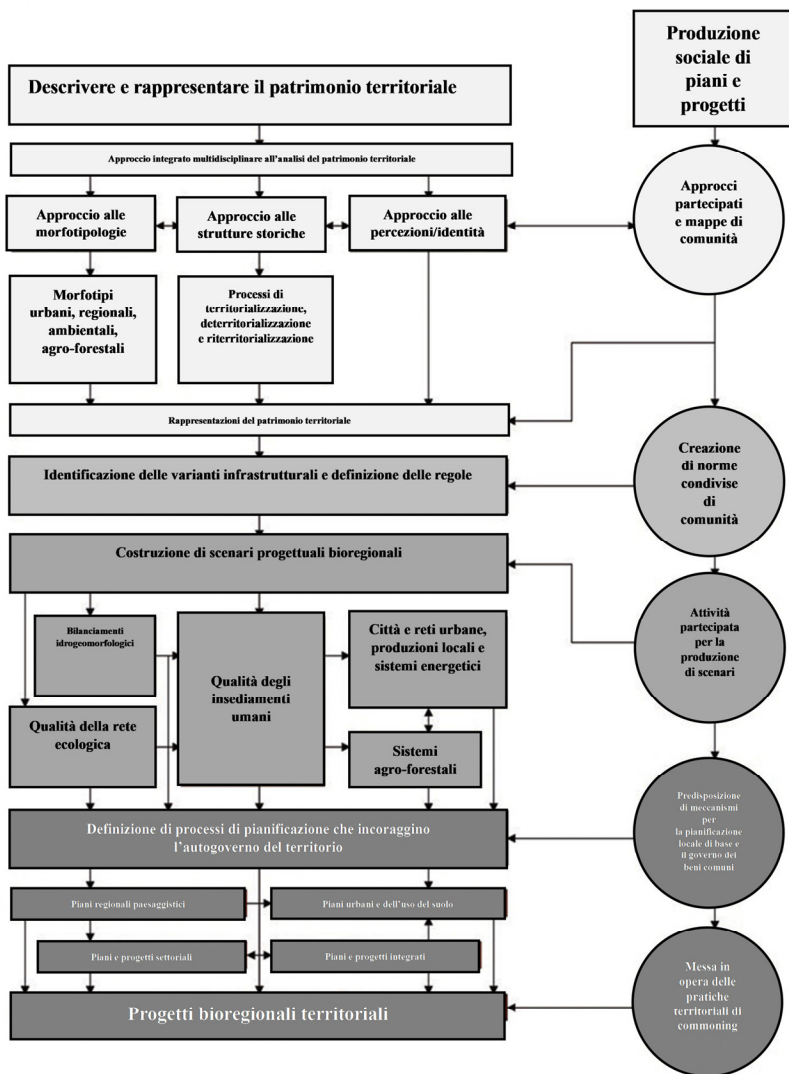 Descrivere e rappresentare il patrimonio territoriale
Approccio integrato multidisciplinare all'analisi del patrimonio territoriale
Approccio alle
morfotipologie
Approccio alle
strutture storiche
Approccio alle
percezioni/identità
Morfotipi
urbani, regionali,
ambientali,
agro-forestali
Processi di
territorializzazione,
deterritorializzazione
e riterritorializzazione
Rappresentazioni del patrimonio territoriale
Identificazione delle varianti infrastrutturali e definizione delle regole
Costruzione di scenari progettuali bioregionali
Bilanciamenti
idrogeomorfologici
Qualità della rete
ecologica
Qualità degli
insediamenti
umani
Città e reti urbane,
produzioni locali e
sistemi energetici
Sistemi
agro-forestali
Definizione di processi di pianificazione che incoraggino
l'autogoverno del territorio
Piani regionali paesaggistici
Piani urbani e dell'uso del suolo
Piani e progetti settoriali
Piani e progetti integrati
Progetti bioregionali territoriali
Produzione
sociale di
piani e
progetti
Approcci
partecipati
e mappe di
comunità
Creazione
di norme
condivise
di
comunità
Attività
partecipata
per la
produzione
di scenari
Predisposizione
di meccanismi
per
la pianificazione
locale di base e
il governo dei
beni comuni
Messa in
opera delle
pratiche
territoriali di
commoning